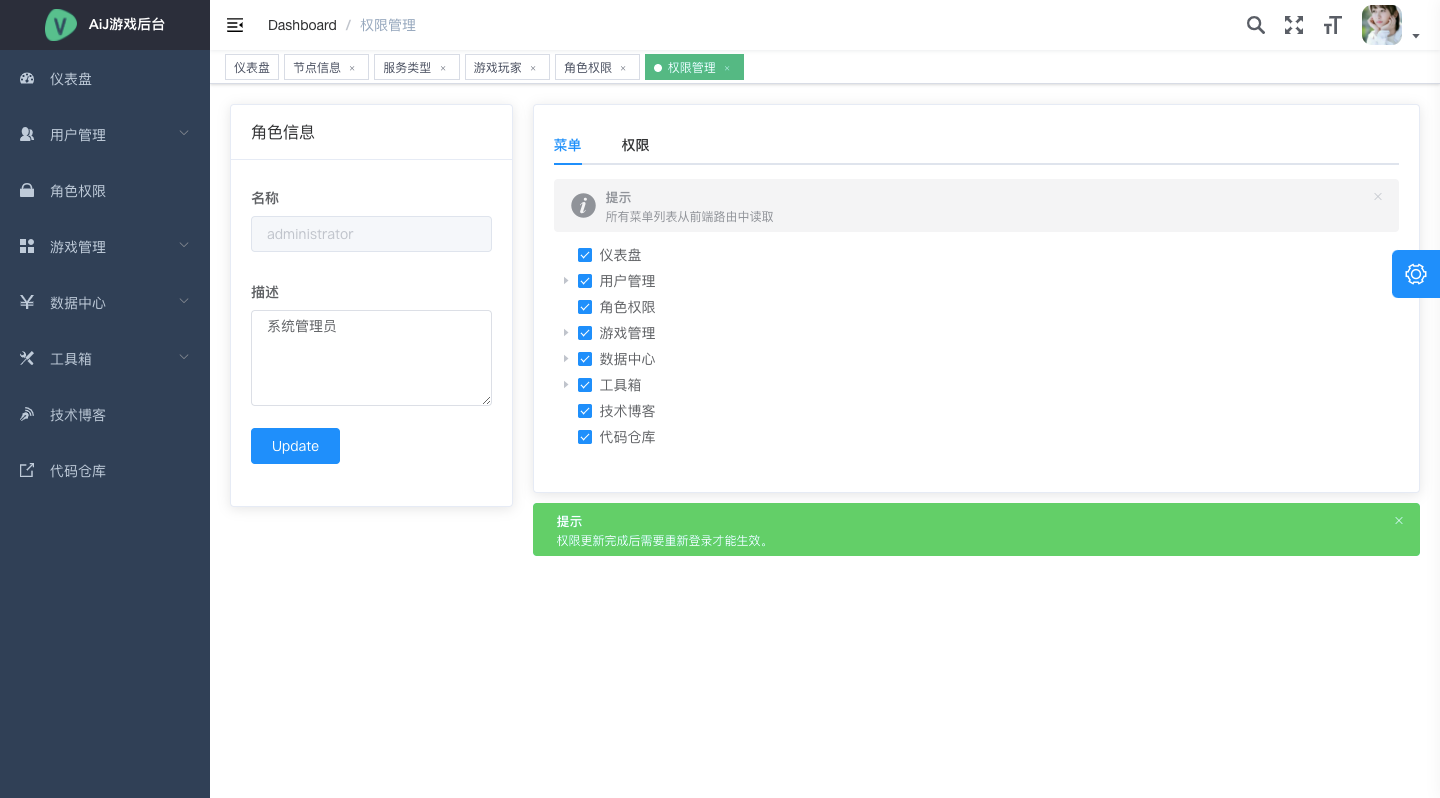 AiJ游戏后台
仪表盘
用户管理
角色权限
游戏管理
数据中心
工具箱
技术博客
代码仓库
Dashboard / 权限管理
仪表盘 节点信息 × 服务类型 × 游戏玩家 × 角色权限 × 权限管理 ×
角色信息
名称
administrator
描述
系统管理员
Update
菜单 权限
提示
所有菜单列表从前端路由中读取
仪表盘
用户管理
角色权限
游戏管理
数据中心
工具箱
技术博客
代码仓库
提示
权限更新完成后需要重新登录才能生效。